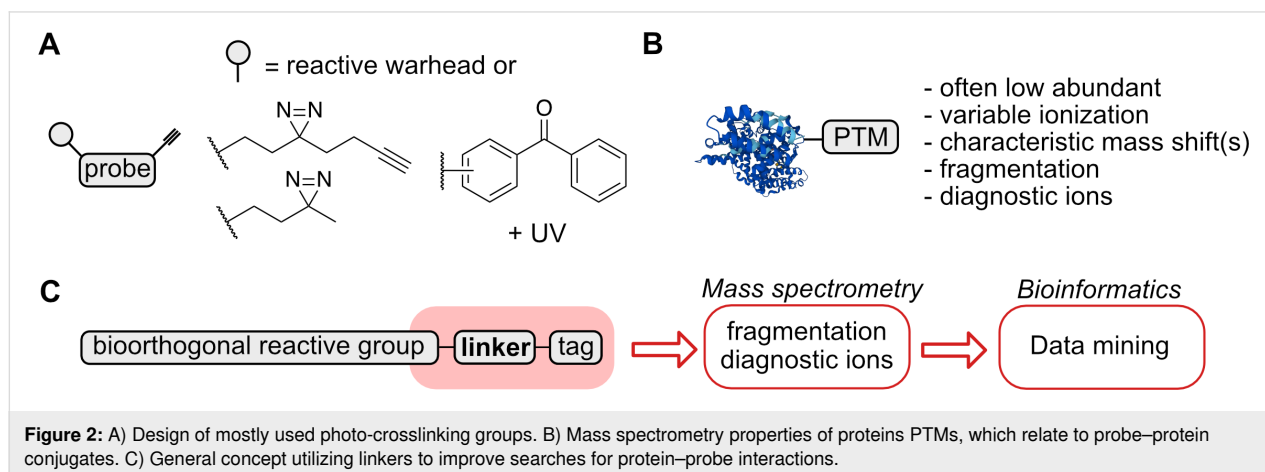 A
= reactive warhead or
probe
N=N
N=N
O
+ UV
B
PTM
- often low abundant
- variable ionization
- characteristic mass shift(s)
- fragmentation
- diagnostic ions
C
bioorthogonal reactive group
linker
tag
Mass spectrometry
fragmentation
diagnostic ions
Bioinformatics
Data mining
Figure 2: A) Design of mostly used photo-crosslinking groups. B) Mass spectrometry properties of proteins PTMs, which relate to probe–protein
conjugates. C) General concept utilizing linkers to improve searches for protein–probe interactions.